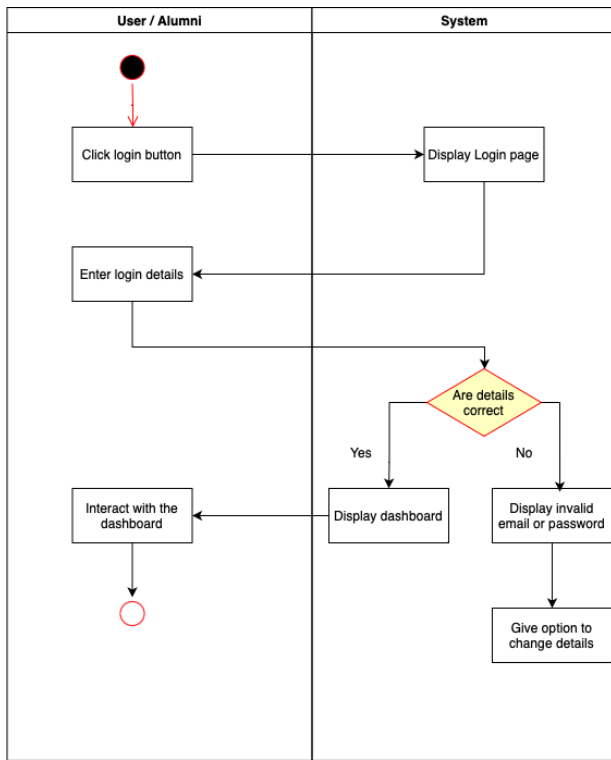 User / Alumni
System
Click login button
Display Login page
Enter login details
Are details
correct
Yes
No
Interact with the
dashboard
Display dashboard
Display invalid
email or password
Give option to
change details